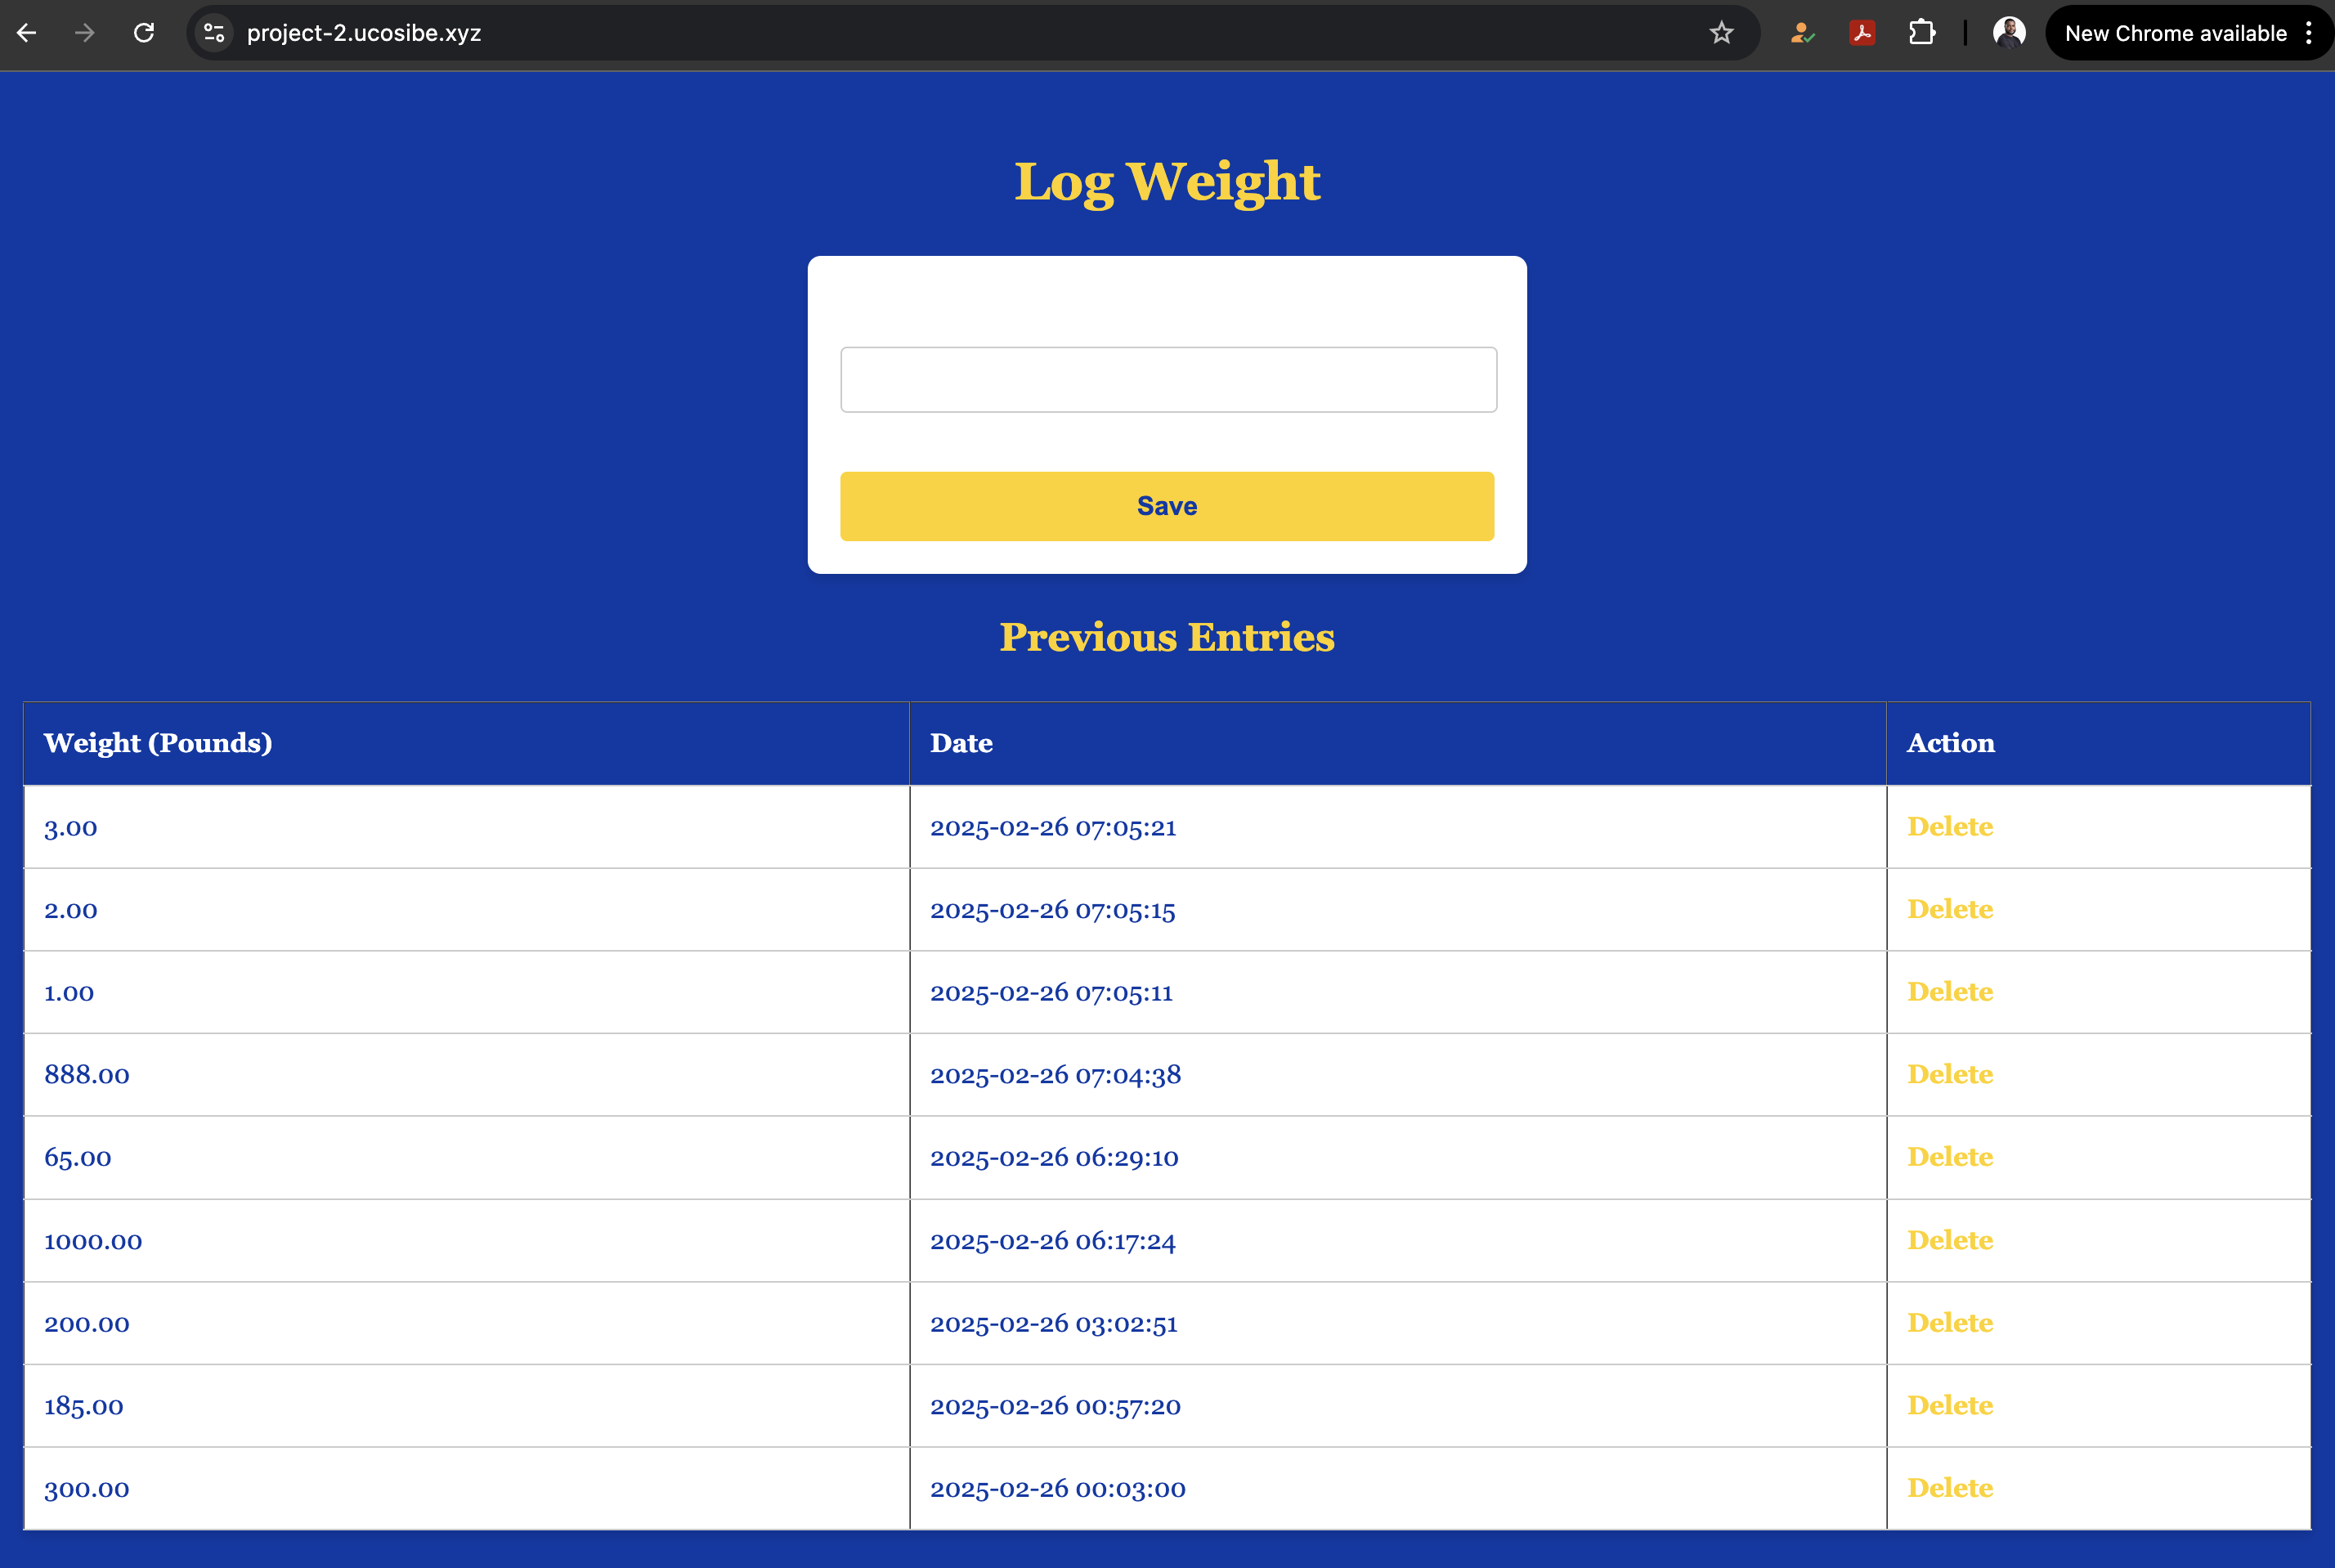 project-2.ucosibe.xyz
New Chrome available
Log Weight
Save
Previous Entries
Weight (Pounds) Date Action
3.00 2025-02-26 07:05:21 Delete
2.00 2025-02-26 07:05:15 Delete
1.00 2025-02-26 07:05:11 Delete
888.00 2025-02-26 07:04:38 Delete
65.00 2025-02-26 06:29:10 Delete
1000.00 2025-02-26 06:17:24 Delete
200.00 2025-02-26 03:02:51 Delete
185.00 2025-02-26 00:57:20 Delete
300.00 2025-02-26 00:03:00 Delete